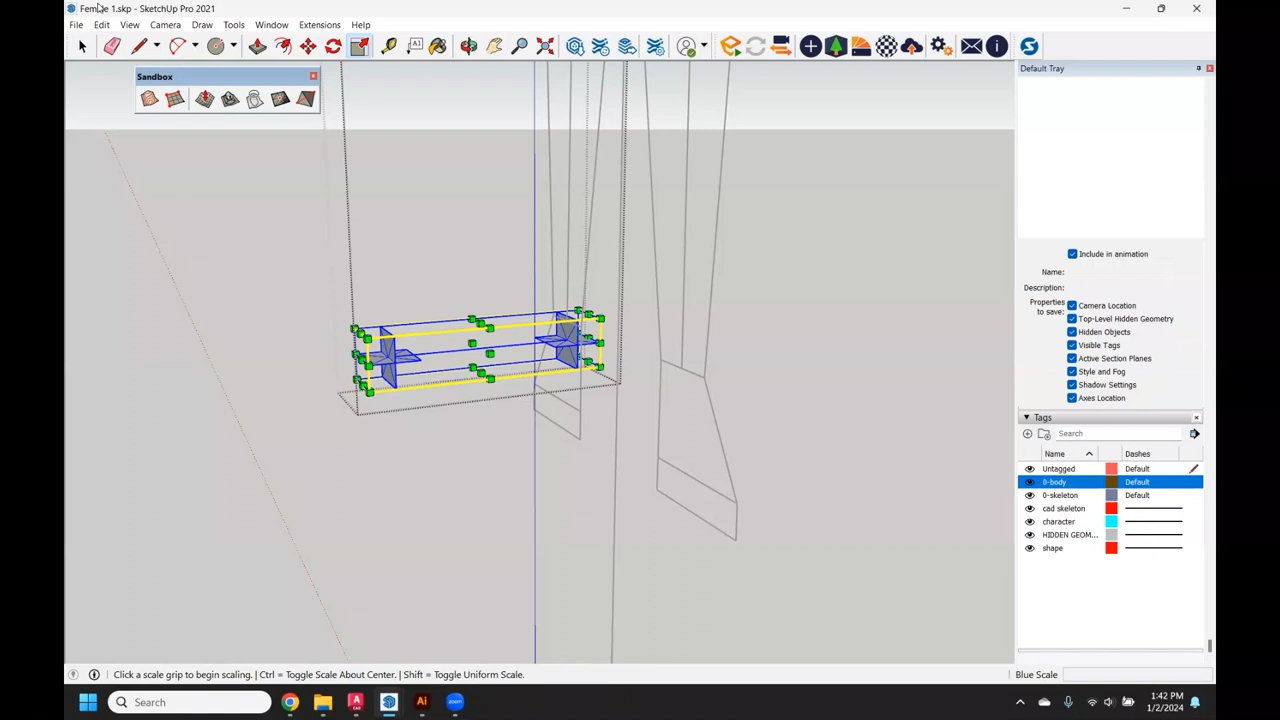 Female 1.skp - SketchUp Pro 2021
File Edit View Camera Draw Tools Window Extensions Help
Sandbox
Default Tray
Include in animation
Name:
Description:
Properties to save:
Camera Location
Top-Level Hidden Geometry
Hidden Objects
Visible Tags
Active Section Planes
Style and Fog
Shadow Settings
Axes Location
Tags
Search
Name Dashes
Untagged Default
0-body Default
0-skeleton Default
cad skeleton
character
HIDDEN GEOM...
shape
Click a scale grip to begin scaling. | Ctrl = Toggle Scale About Center. | Shift = Toggle Uniform Scale.
Blue Scale
Search
1:42 PM
1/2/2024